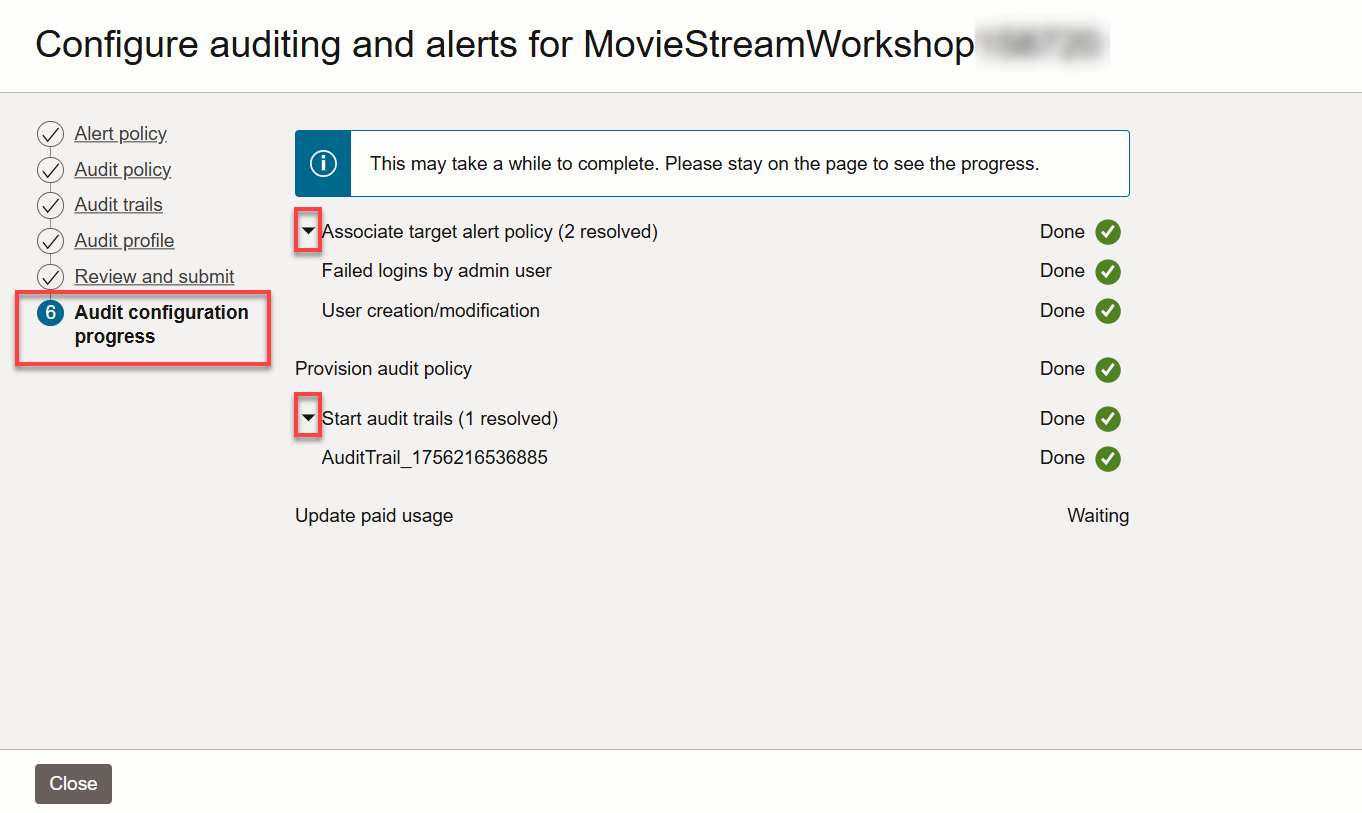 Configure auditing and alerts for MovieStreamWorkshop
Alert policy
Audit policy
Audit trails
Audit profile
Review and submit
6 Audit configuration
progress
This may take a while to complete. Please stay on the page to see the progress.
Associate target alert policy (2 resolved) Done
Failed logins by admin user Done
User creation/modification Done
Provision audit policy Done
Start audit trails (1 resolved) Done
AuditTrail_1756216536885 Done
Update paid usage Waiting
Close